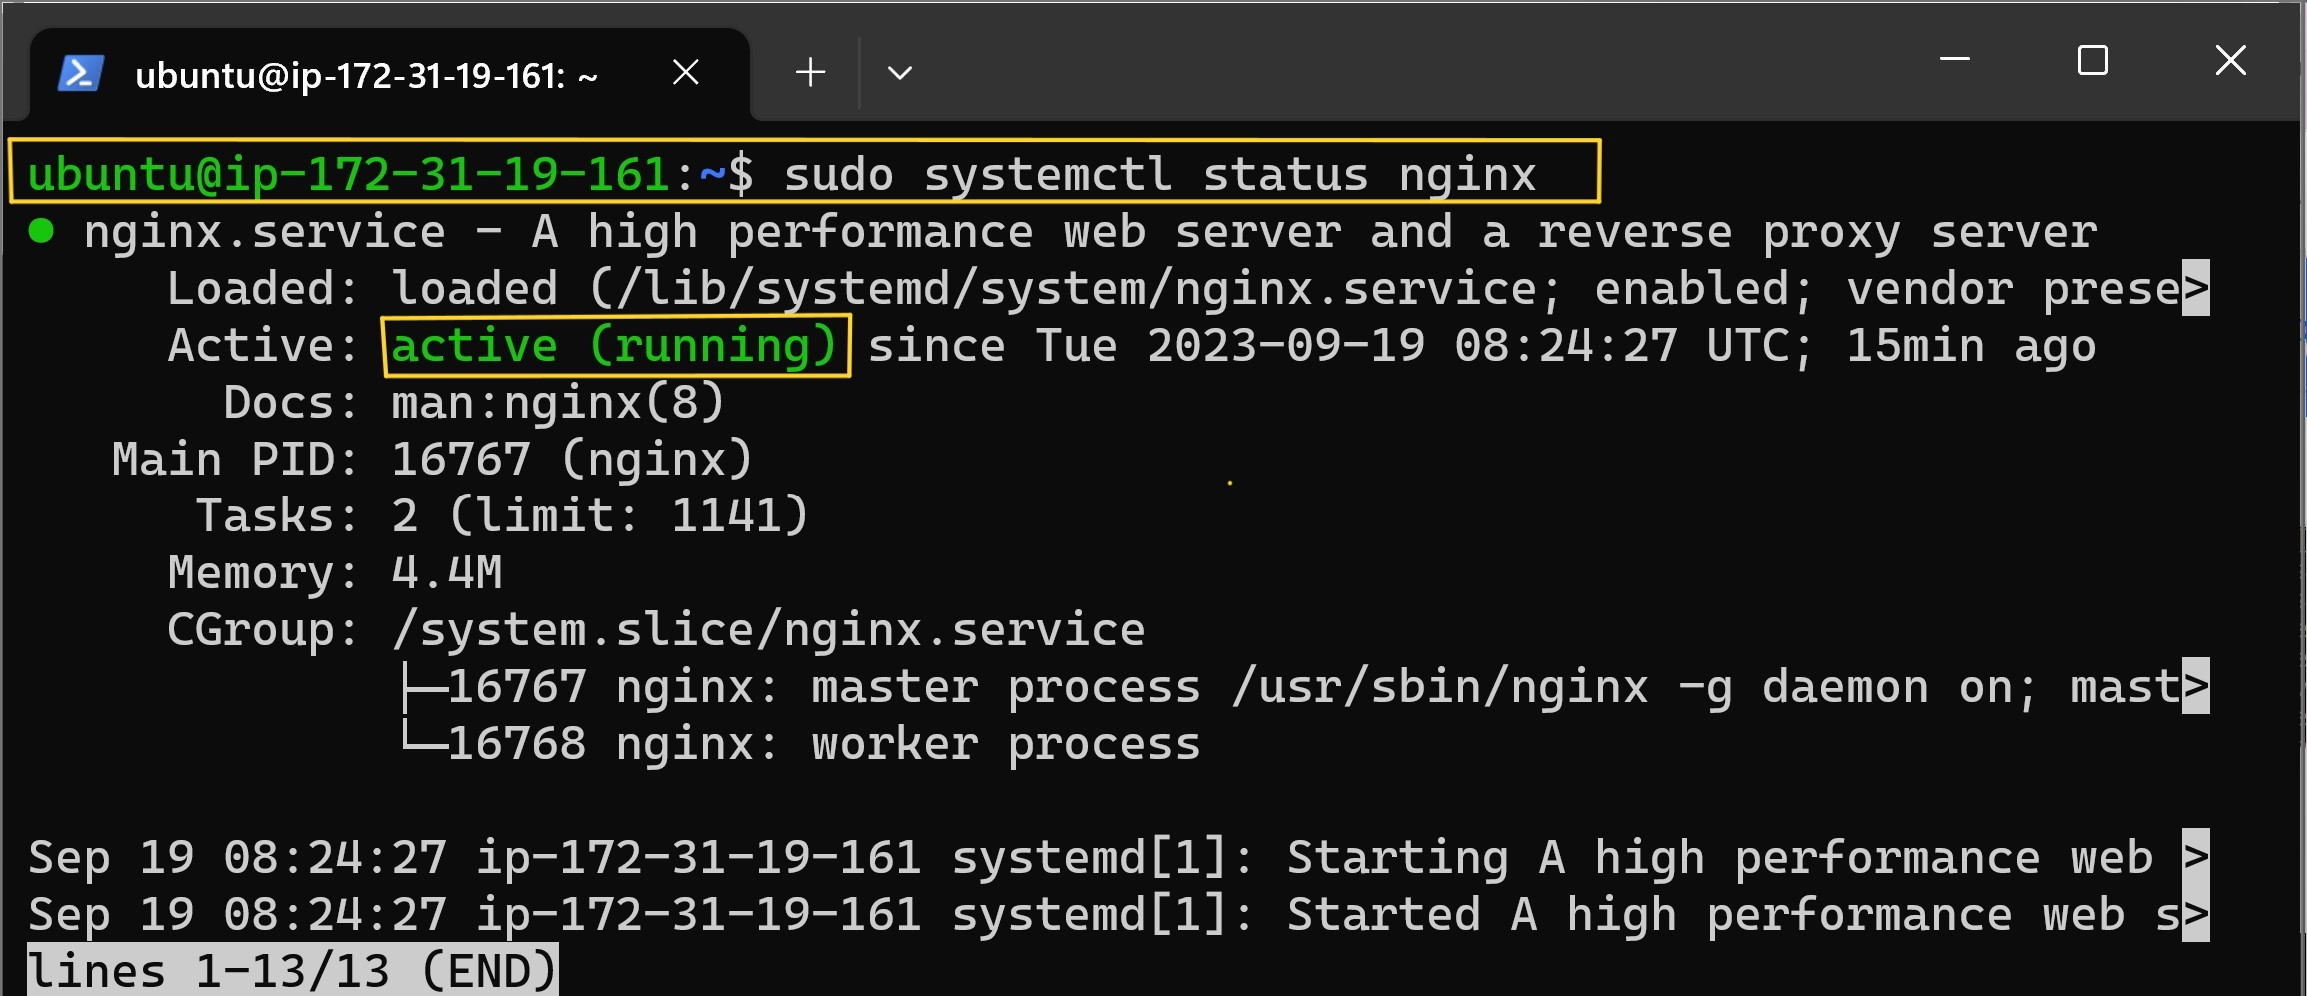 ubuntu@ip-172-31-19-161: ~
ubuntu@ip-172-31-19-161:~$ sudo systemctl status nginx
● nginx.service - A high performance web server and a reverse proxy server
     Loaded: loaded (/lib/systemd/system/nginx.service; enabled; vendor prese>
     Active: active (running) since Tue 2023-09-19 08:24:27 UTC; 15min ago
       Docs: man:nginx(8)
   Main PID: 16767 (nginx)
      Tasks: 2 (limit: 1141)
     Memory: 4.4M
     CGroup: /system.slice/nginx.service
             ├─16767 nginx: master process /usr/sbin/nginx -g daemon on; mast>
             └─16768 nginx: worker process
Sep 19 08:24:27 ip-172-31-19-161 systemd[1]: Starting A high performance web >
Sep 19 08:24:27 ip-172-31-19-161 systemd[1]: Started A high performance web s>
lines 1-13/13 (END)